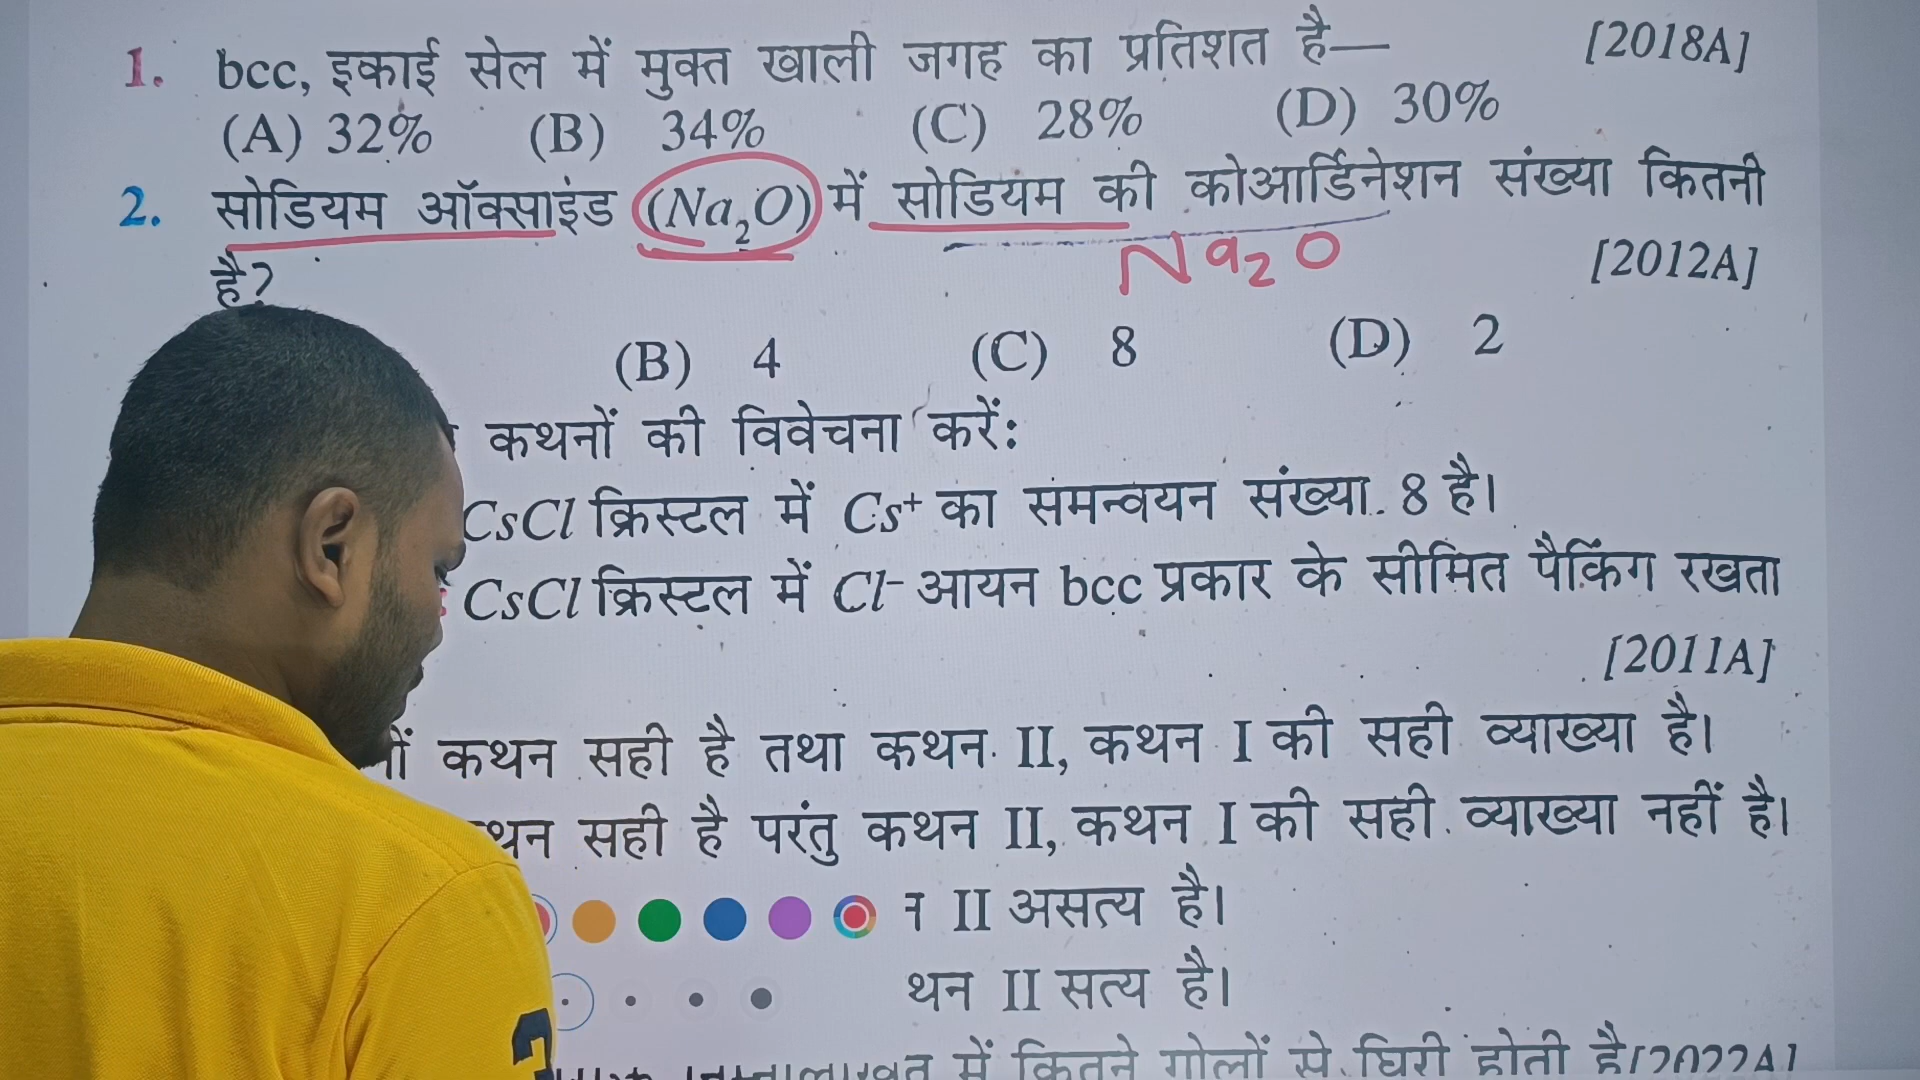 1. bcc, इकाई सेल में मुक्त खाली जगह का प्रतिशत है— [2018A]
(A) 32% (B) 34% (C) 28% (D) 30%
2. सोडियम ऑक्साइड (Na₂O) में सोडियम की कोआर्डिनेशन संख्या कितनी
Na₂O
है? [2012A]
(B) 4 (C) 8 (D) 2
कथनों की विवेचना करें:
CsCl क्रिस्टल में Cs⁺ का समन्वयन संख्या 8 है।
CsCl क्रिस्टल में Cl⁻ आयन bcc प्रकार के सीमित पैकिंग रखता
[2011A]
कथन सही है तथा कथन II, कथन I की सही व्याख्या है।
सही है परंतु कथन II, कथन I की सही व्याख्या नहीं है।
II असत्य है।
II सत्य है।
में कितने गोलों से घिरी होती है[2022A]